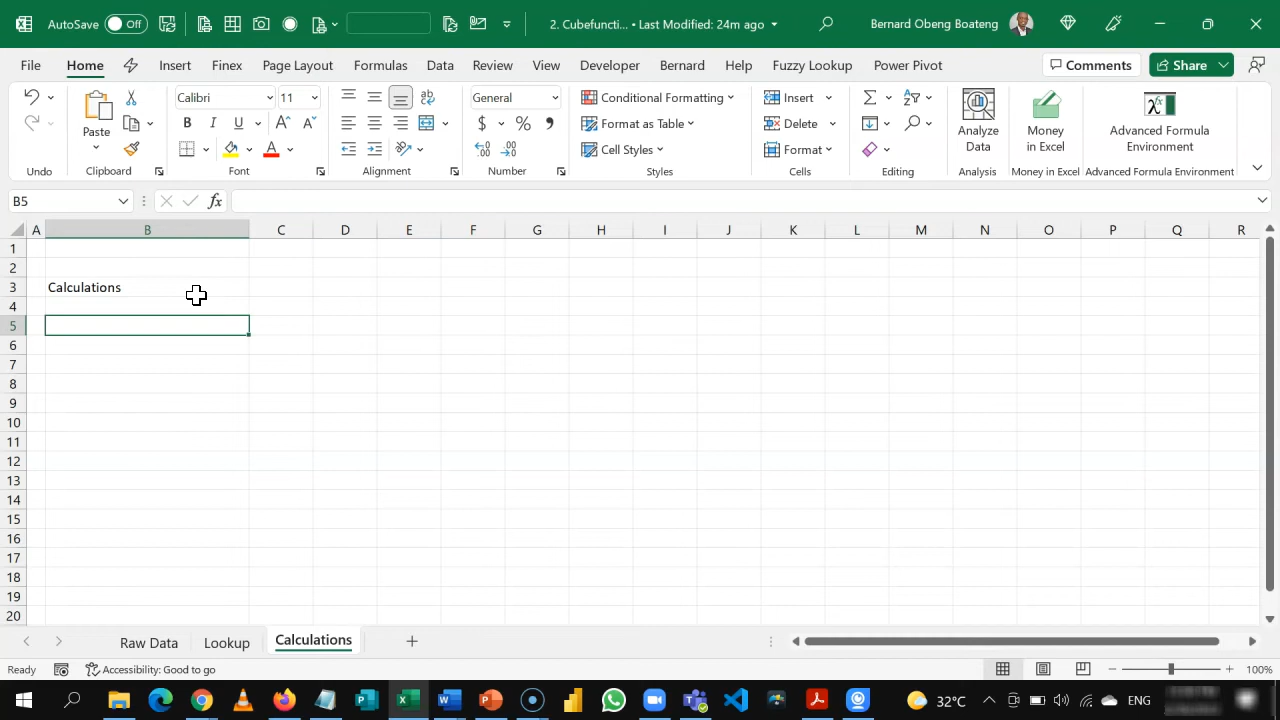 AutoSave Off
2. Cubefuncti... • Last Modified: 24m ago
Bernard Obeng Boateng
File Home Insert Finex Page Layout Formulas Data Review View Developer Bernard Help Fuzzy Lookup Power Pivot
Comments Share
Calibri 11
General
Conditional Formatting
Insert
Paste
B I U A A
A
$ % ,
Format as Table
Delete
Analyze Data
Money in Excel
Advanced Formula Environment
Cell Styles
Format
Undo Clipboard Font Alignment Number Styles Cells Editing Analysis Money in Excel Advanced Formula Environment
B5 fx
A B C D E F G H I J K L M N O P Q R
1
2
3 Calculations
4
5
6
7
8
9
10
11
12
13
14
15
16
17
18
19
20
Raw Data Lookup Calculations
Ready Accessibility: Good to go 100%
32°C ENG